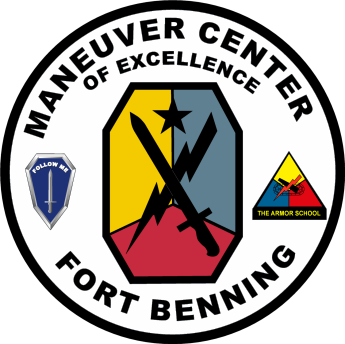 MANEUVER CENTER
OF EXCELLENCE
FOLLOW ME
THE ARMOR SCHOOL
FORT BENNING